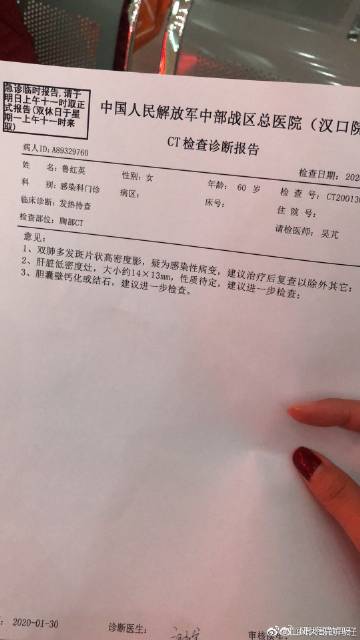 急诊临时报告,请于
明日上午十一时取正
式报告(双休日于星
期一上午十一时来
取)
中国人民解放军中部战区总医院（汉口院
CT检查诊断报告
病人ID:A89329760
检查日期: 202
姓 名: 鲁红英 性别: 女 年龄: 60 岁 检 查 号: CT200130
科 别: 感染科门诊 病区: 床号: 住 院 号:
临床诊断: 发热待查 请检医师: 吴芃
检查部位: 胸部CT
意见:
1、双肺多发斑片状高密度影，疑为感染性病变，建议治疗后复查以除外其它;
2、肝脏低密度灶，大小约14×13mm,性质待定，建议进一步检查;
3、胆囊壁钙化或结石，建议进一步检查。
: 2020-01-30 诊断医生: 审核医生: